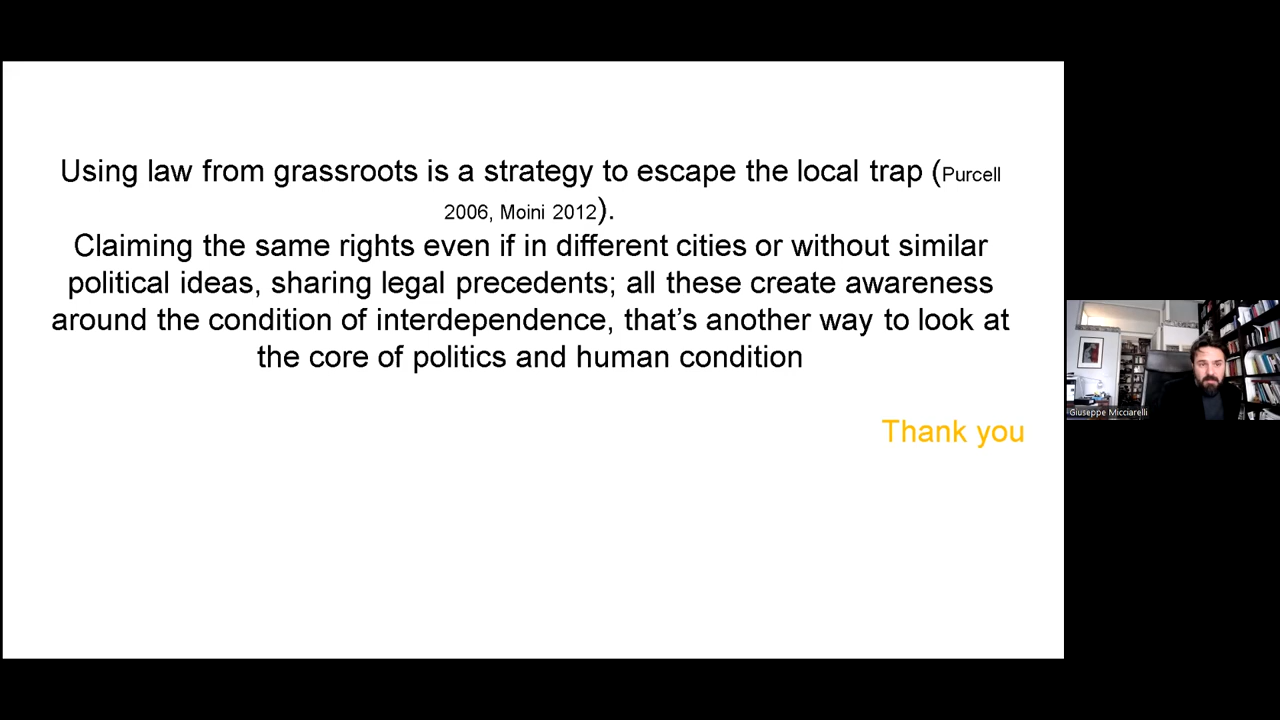 Using law from grassroots is a strategy to escape the local trap (Purcell
2006, Moini 2012).
Claiming the same rights even if in different cities or without similar
political ideas, sharing legal precedents; all these create awareness
around the condition of interdependence, that's another way to look at
the core of politics and human condition
Thank you
Giuseppe Micciarelli